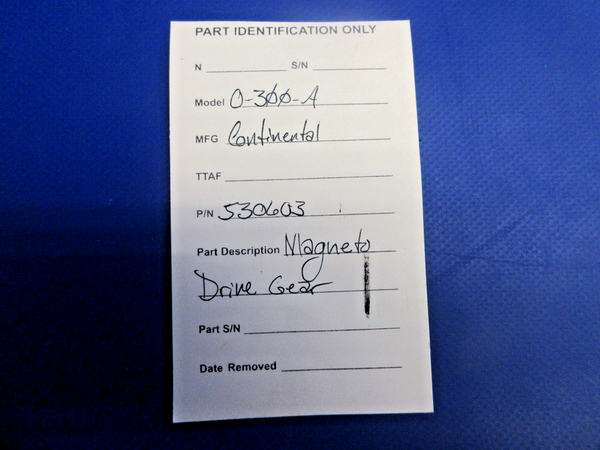 PART IDENTIFICATION ONLY
N S/N
Model O-300-A
MFG Continental
TTAF
P/N 530603
Part Description Magneto
Drive Gear
Part S/N
Date Removed